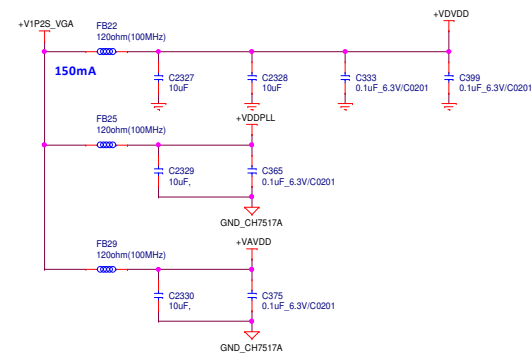 +V1P2S_VGA
FB22
120ohm(100MHz)
+VDVDD
150mA
C2327
10uF
C2328
10uF
C333
0.1uF_6.3V/C0201
C399
0.1uF_6.3V/C0201
FB25
120ohm(100MHz)
+VDDPLL
C2329
10uF,
C365
0.1uF_6.3V/C0201
GND_CH7517A
FB29
120ohm(100MHz)
+VAVDD
C2330
10uF,
C375
0.1uF_6.3V/C0201
GND_CH7517A